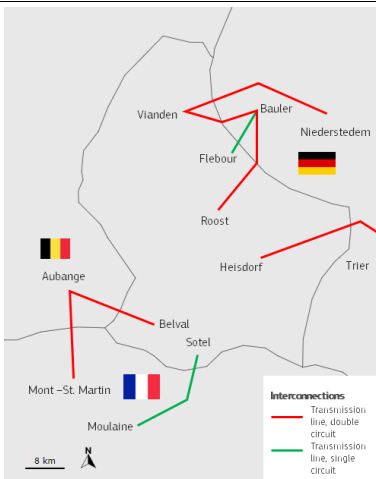 Bauler
Vianden
Niederstedem
Flebour
Roost
Heisdorf
Trier
Aubange
Belval
Sotel
Mont –St. Martin
Moulaine
N
8 km
Interconnections
Transmission
line, double
circuit
Transmission
line, single
circuit